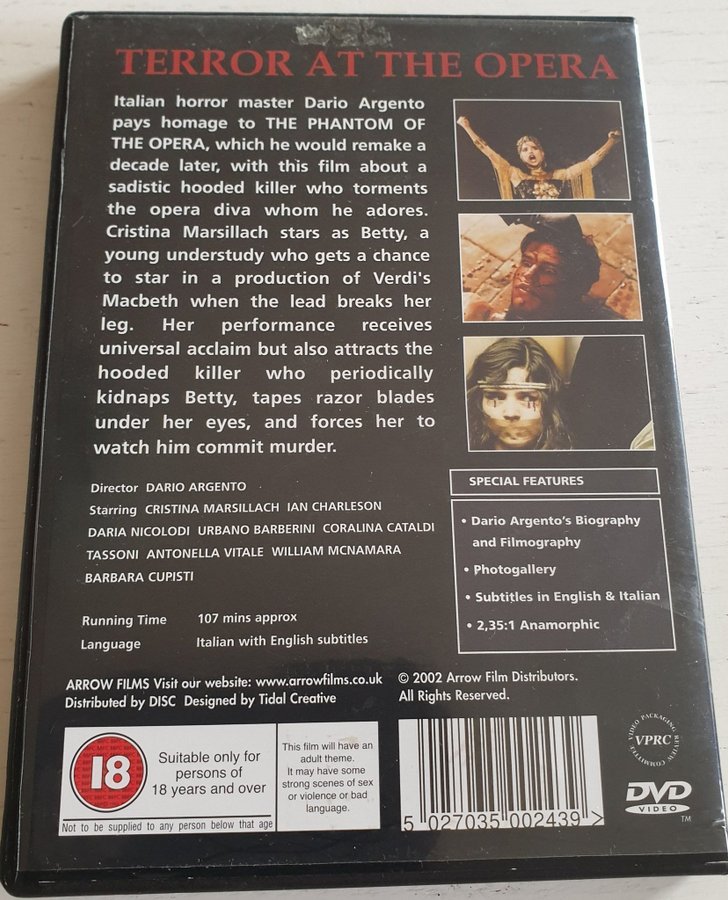 TERROR AT THE OPERA
Italian horror master Dario Argento
pays homage to THE PHANTOM OF
THE OPERA, which he would remake a
decade later, with this film about a
sadistic hooded killer who torments
the opera diva whom he adores.
Cristina Marsillach stars as Betty, a
young understudy who gets a chance
to star in a production of Verdi's
Macbeth when the lead breaks her
leg. Her performance receives
universal acclaim but also attracts the
hooded killer who periodically
kidnaps Betty, tapes razor blades
under her eyes, and forces her to
watch him commit murder.
Director DARIO ARGENTO
Starring CRISTINA MARSILLACH IAN CHARLESON
DARIA NICOLODI URBANO BARBERINI CORALINA CATALDI
TASSONI ANTONELLA VITALE WILLIAM MCNAMARA
BARBARA CUPISTI
Running Time 107 mins approx
Language Italian with English subtitles
SPECIAL FEATURES
• Dario Argento's Biography
and Filmography
• Photogallery
• Subtitles in English & Italian
• 2,35:1 Anamorphic
ARROW FILMS Visit our website: www.arrowfilms.co.uk
Distributed by DISC Designed by Tidal Creative
© 2002 Arrow Film Distributors.
All Rights Reserved.
18
Suitable only for
persons of
18 years and over
Not to be supplied to any person below that age
This film will have an
adult theme.
It may have some
strong scenes of sex
or violence or bad
language.
5 027035 002439 >
VIDEO PACKAGING REVIEW COMMITTEE
VPRC
DVD
VIDEO
TM